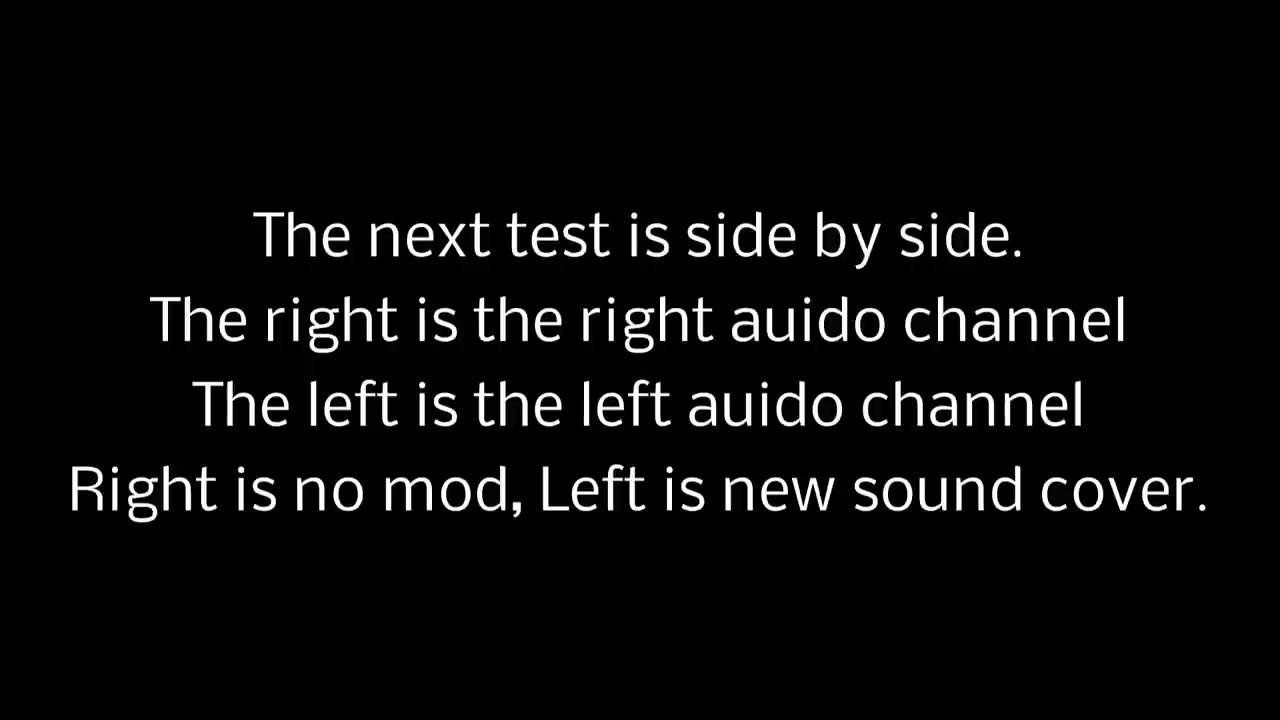 The next test is side by side.
The right is the right auido channel
The left is the left auido channel
Right is no mod, Left is new sound cover.